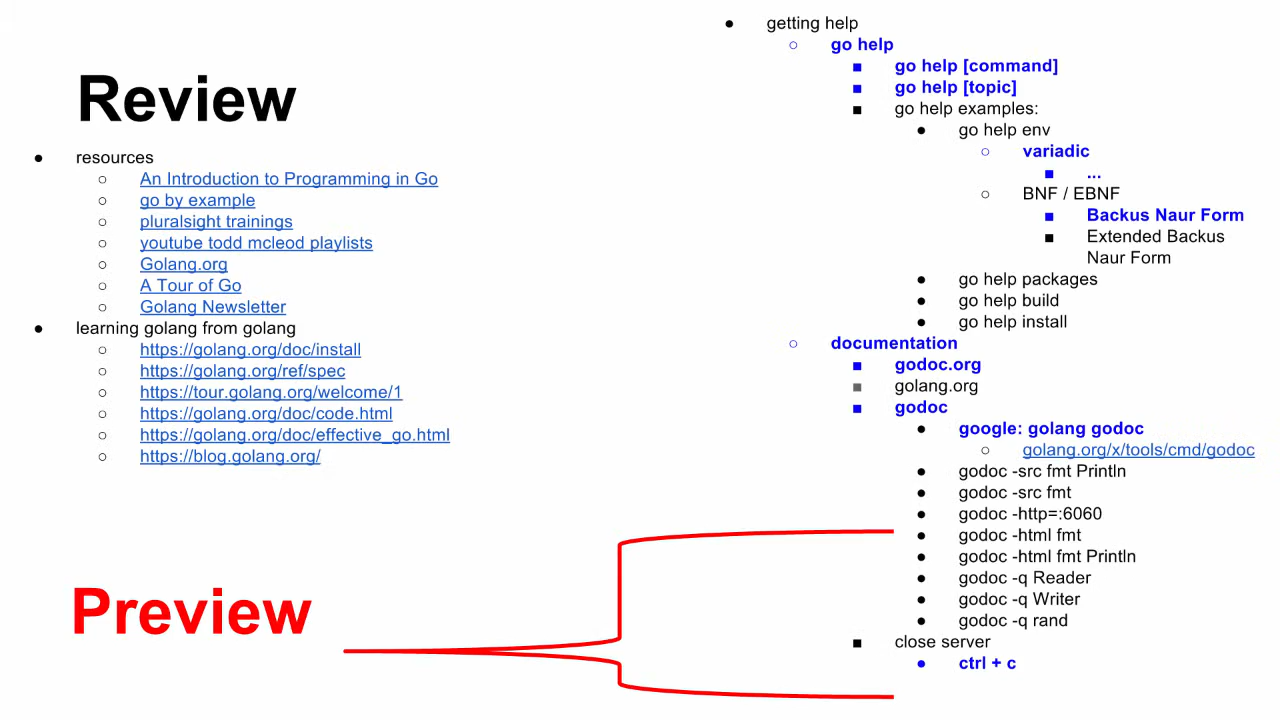 Review
resources
An Introduction to Programming in Go
go by example
pluralsight trainings
youtube todd mcleod playlists
Golang.org
A Tour of Go
Golang Newsletter
learning golang from golang
https://golang.org/doc/install
https://golang.org/ref/spec
https://tour.golang.org/welcome/1
https://golang.org/doc/code.html
https://golang.org/doc/effective_go.html
https://blog.golang.org/
Preview
getting help
go help
go help [command]
go help [topic]
go help examples:
go help env
variadic
...
BNF / EBNF
Backus Naur Form
Extended Backus
Naur Form
go help packages
go help build
go help install
documentation
godoc.org
golang.org
godoc
google: golang godoc
golang.org/x/tools/cmd/godoc
godoc -src fmt Println
godoc -src fmt
godoc -http=:6060
godoc -html fmt
godoc -html fmt Println
godoc -q Reader
godoc -q Writer
godoc -q rand
close server
ctrl + c